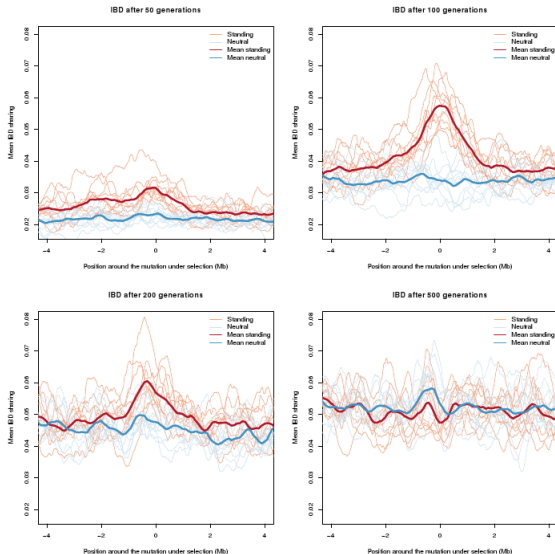 IBD after 50 generations
Mean IBD sharing
0.02 0.03 0.04 0.05 0.06 0.07 0.08
Standing
Neutral
Mean standing
Mean neutral
−4 −2 0 2 4
Position around the mutation under selection (Mb)
IBD after 100 generations
Mean IBD sharing
0.02 0.03 0.04 0.05 0.06 0.07 0.08
Standing
Neutral
Mean standing
Mean neutral
−4 −2 0 2 4
Position around the mutation under selection (Mb)
IBD after 200 generations
Mean IBD sharing
0.02 0.03 0.04 0.05 0.06 0.07 0.08
Standing
Neutral
Mean standing
Mean neutral
−4 −2 0 2 4
Position around the mutation under selection (Mb)
IBD after 500 generations
Mean IBD sharing
0.02 0.03 0.04 0.05 0.06 0.07 0.08
Standing
Neutral
Mean standing
Mean neutral
−4 −2 0 2 4
Position around the mutation under selection (Mb)